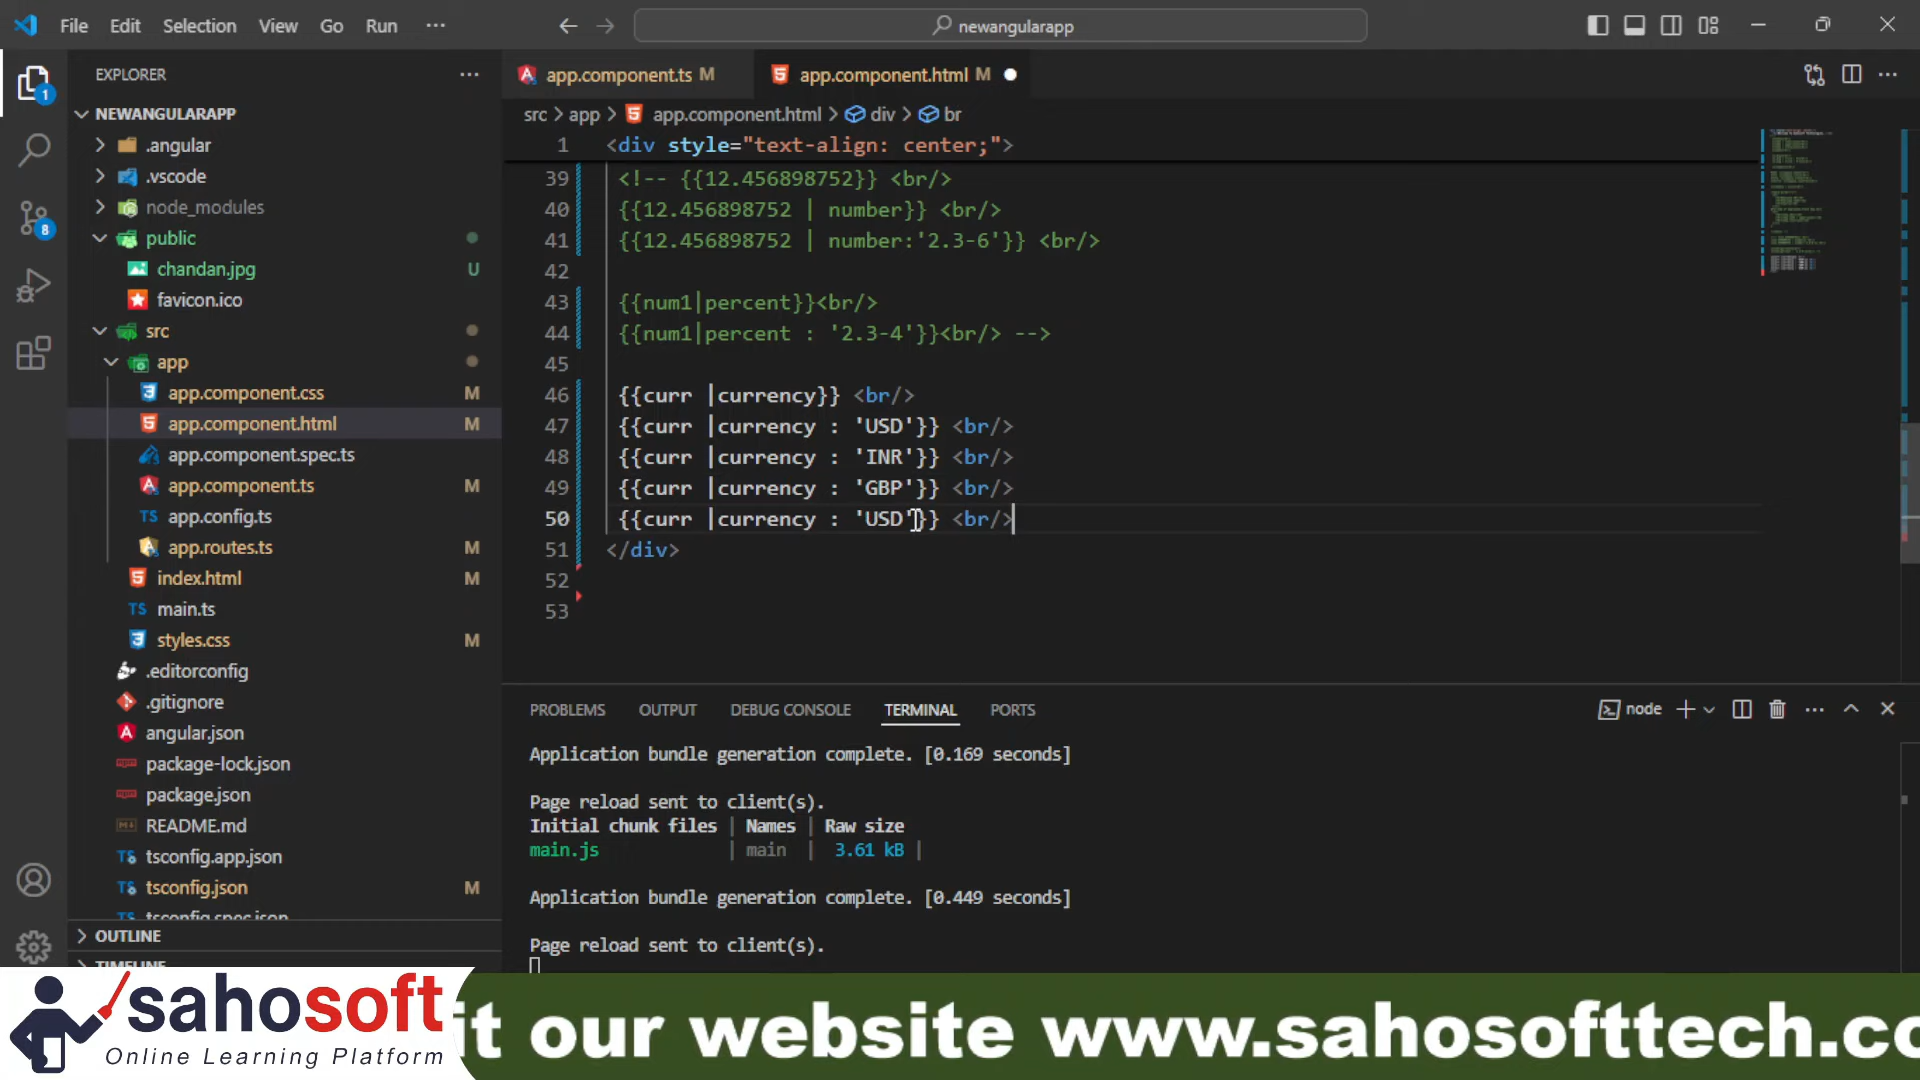 File Edit Selection View Go Run ··· newangularapp
EXPLORER ···
NEWANGULARAPP
.angular
.vscode
node_modules
public
chandan.jpg U
favicon.ico
src
app
app.component.css M
app.component.html M
app.component.spec.ts
app.component.ts M
app.config.ts
app.routes.ts M
index.html M
main.ts
styles.css M
.editorconfig
.gitignore
angular.json
package-lock.json
package.json
README.md
tsconfig.app.json
tsconfig.json M
tsconfig.spec.json
OUTLINE
TIMELINE
1
8
app.component.ts M app.component.html M
src > app > app.component.html > div > br
1 <div style="text-align: center;">
39 <!-- {{12.456898752}} <br/>
40 {{12.456898752 | number}} <br/>
41 {{12.456898752 | number:'2.3-6'}} <br/>
42
43 {{num1|percent}}<br/>
44 {{num1|percent : '2.3-4'}}<br/> -->
45
46 {{curr |currency}} <br/>
47 {{curr |currency : 'USD'}} <br/>
48 {{curr |currency : 'INR'}} <br/>
49 {{curr |currency : 'GBP'}} <br/>
50 {{curr |currency : 'USD'}} <br/>
51 </div>
52
53
PROBLEMS OUTPUT DEBUG CONSOLE TERMINAL PORTS node
Application bundle generation complete. [0.169 seconds]
Page reload sent to client(s).
Initial chunk files | Names | Raw size
main.js | main | 3.61 kB |
Application bundle generation complete. [0.449 seconds]
Page reload sent to client(s).
sahosoft
Online Learning Platform
it our website www.sahosofttech.co